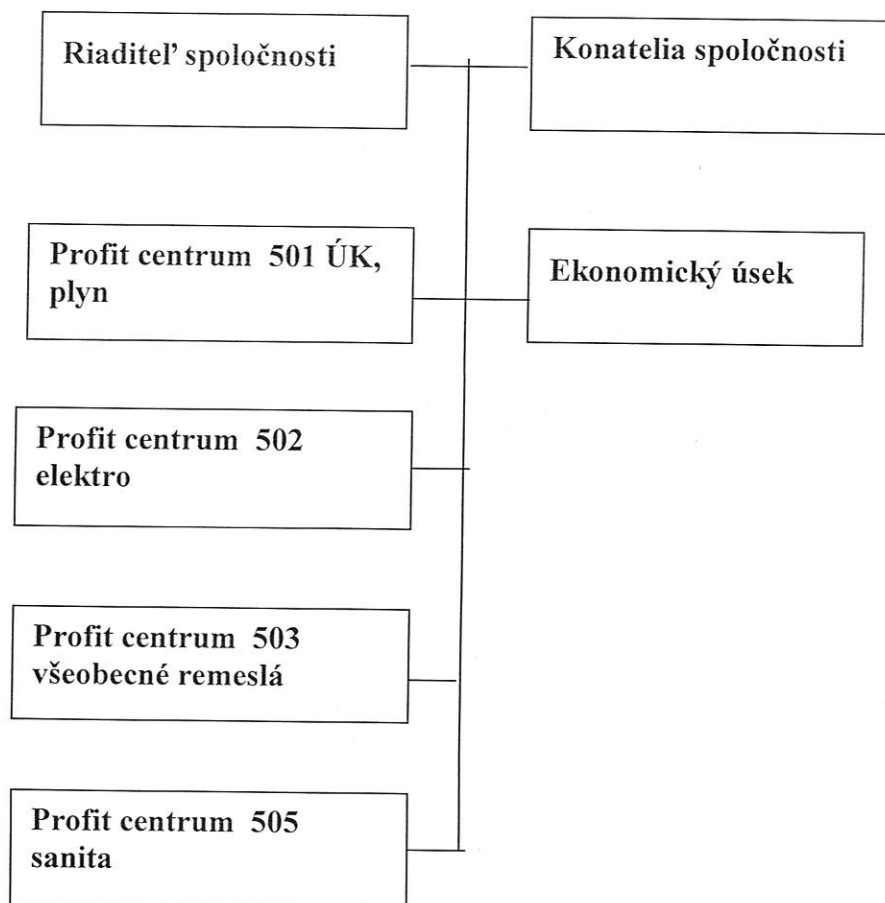 Riaditeľ spoločnosti
Konatelia spoločnosti
Profit centrum 501 ÚK,
plyn
Ekonomický úsek
Profit centrum 502
elektro
Profit centrum 503
všeobecné remeslá
Profit centrum 505
sanita